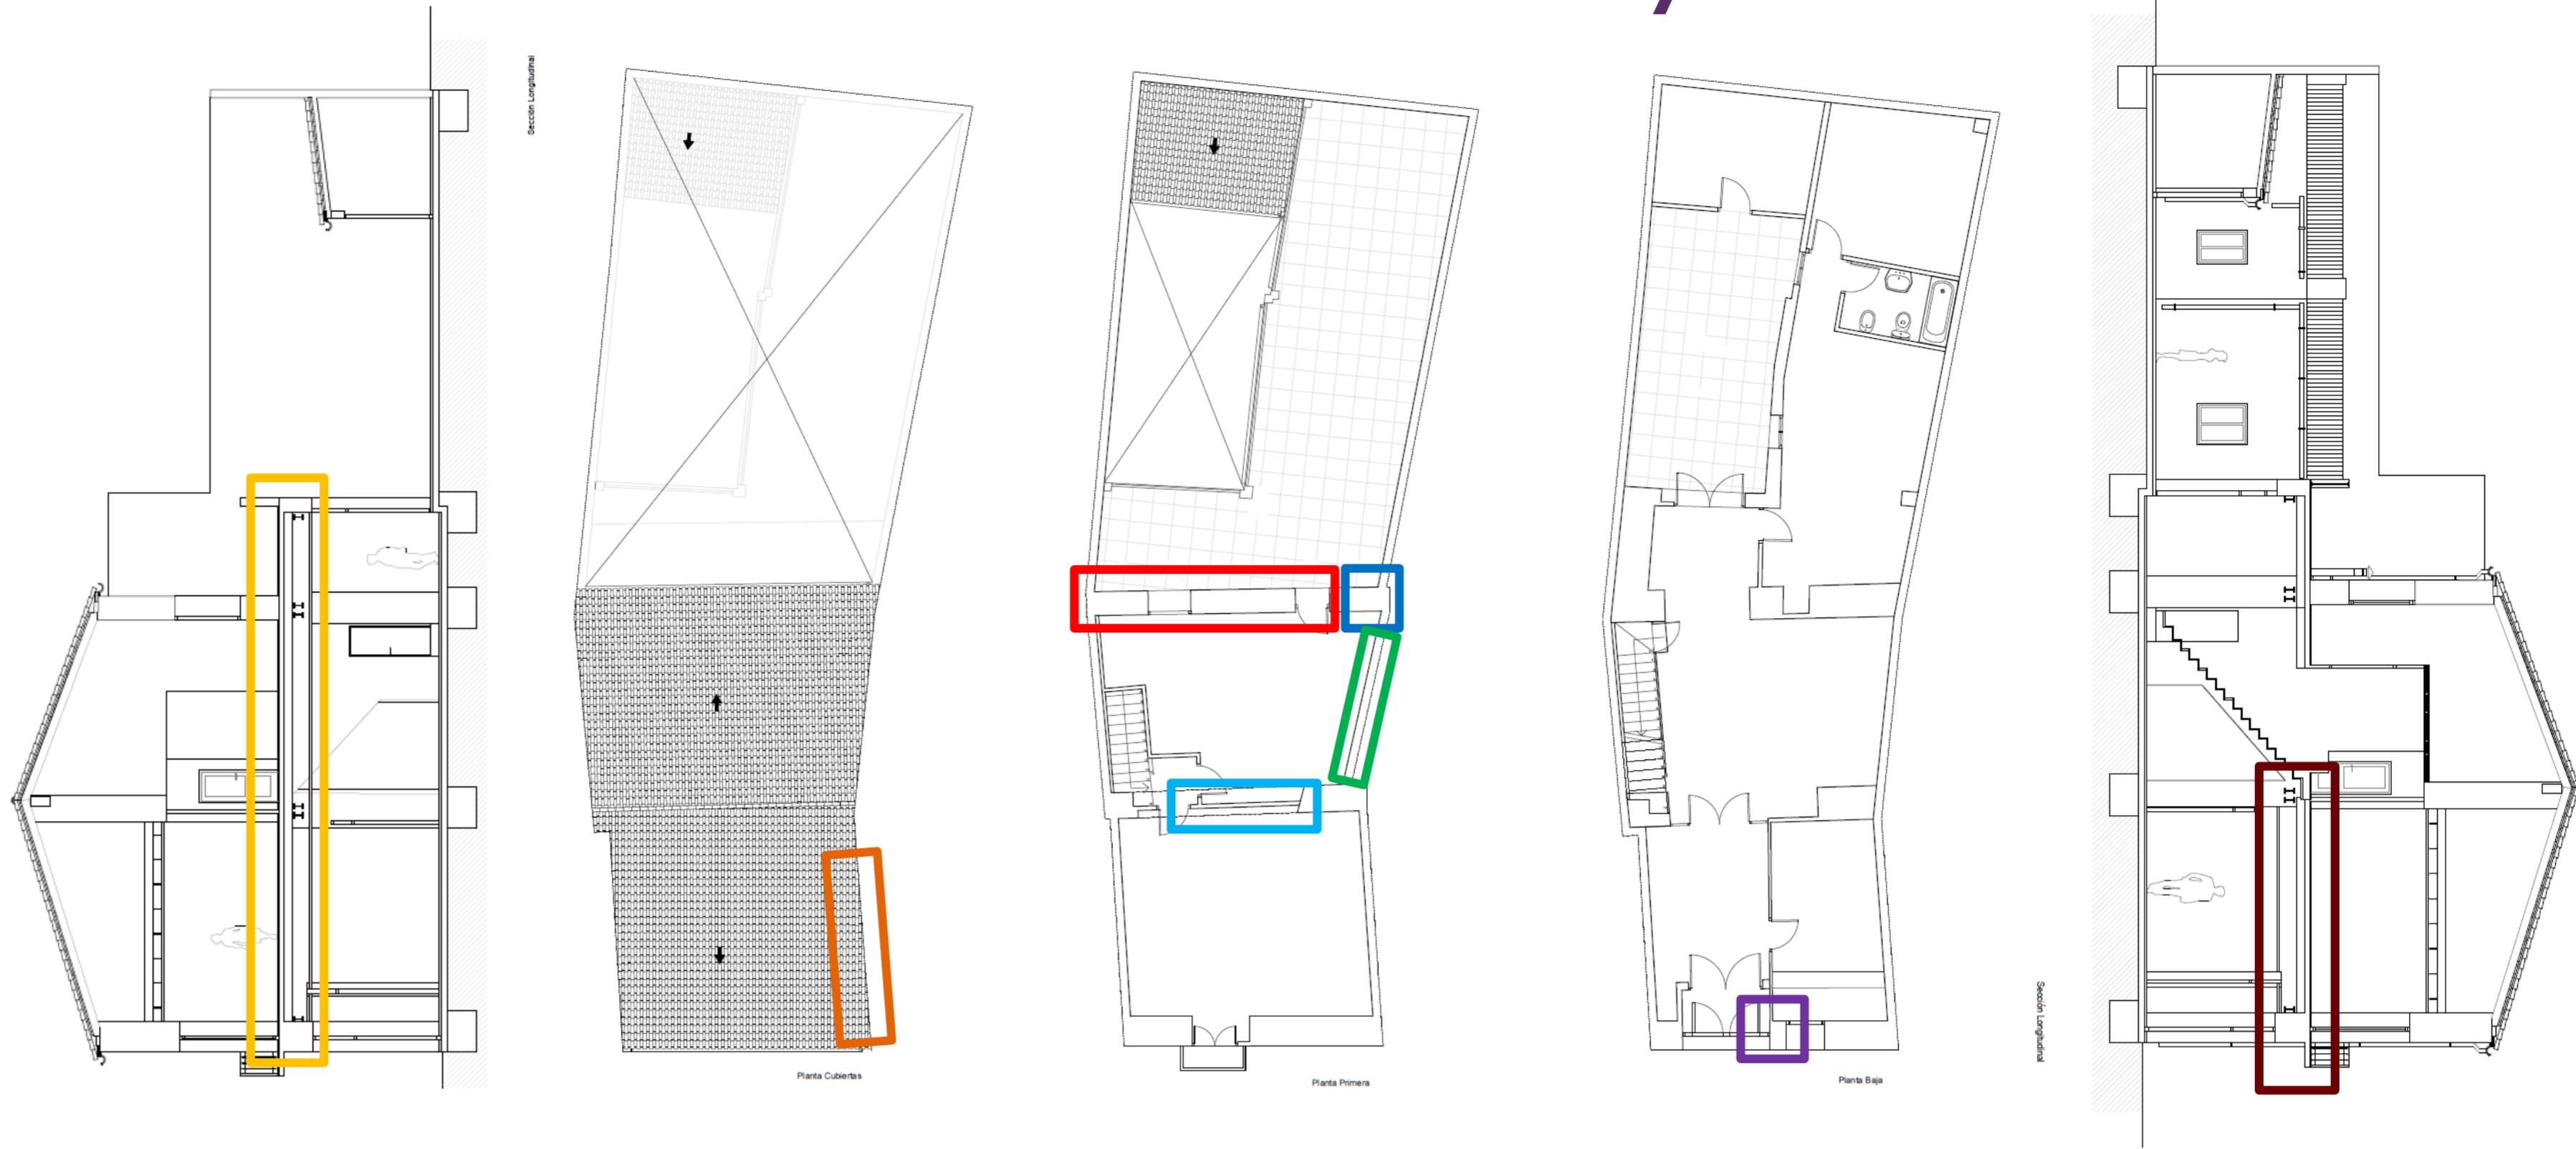 Sección Longitudinal
Planta Cubiertas
Planta Primera
Planta Baja
Sección Longitudinal